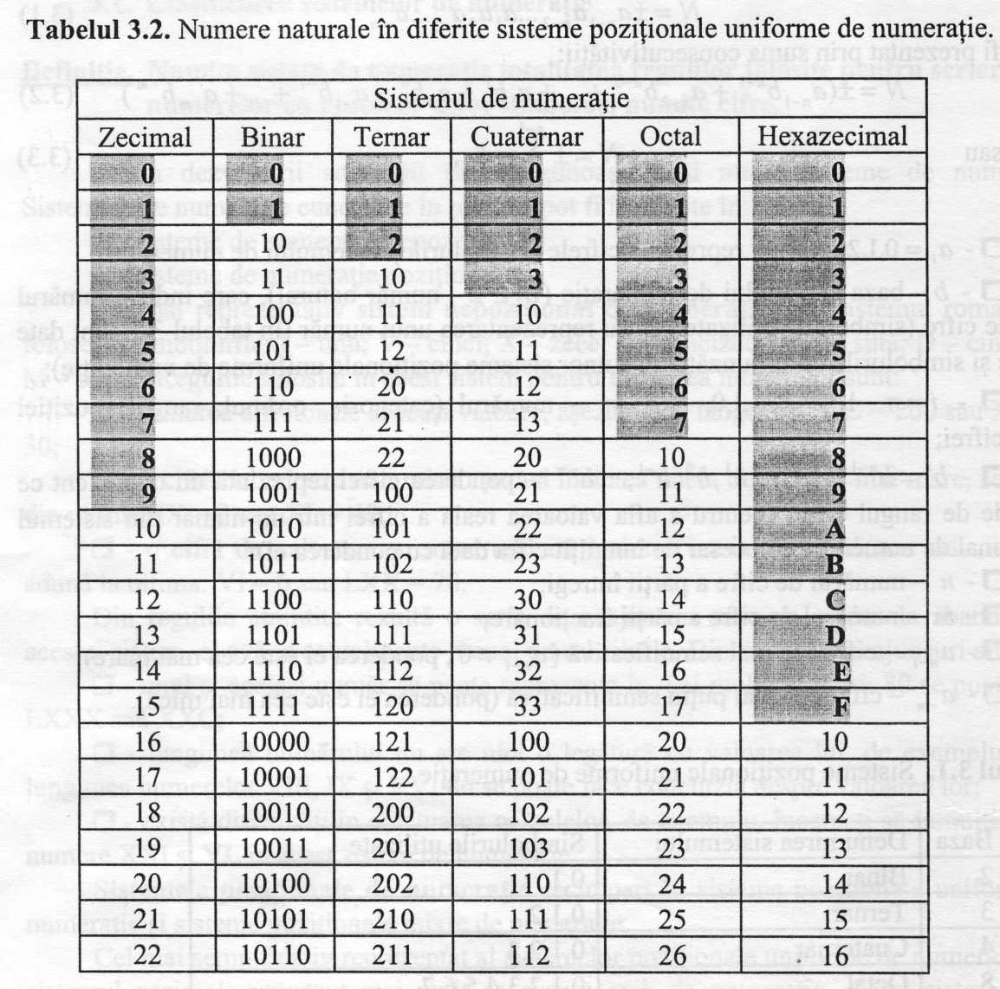 Tabelul 3.2. Numere naturale în diferite sisteme poziționale uniforme de numerație.
Sistemul de numerație
Zecimal Binar Ternar Cuaternar Octal Hexazecimal
0 0 0 0 0 0
1 1 1 1 1 1
2 10 2 2 2 2
3 11 10 3 3 3
4 100 11 10 4 4
5 101 12 11 5 5
6 110 20 12 6 6
7 111 21 13 7 7
8 1000 22 20 10 8
9 1001 100 21 11 9
10 1010 101 22 12 A
11 1011 102 23 13 B
12 1100 110 30 14 C
13 1101 111 31 15 D
14 1110 112 32 16 E
15 1111 120 33 17 F
16 10000 121 100 20 10
17 10001 122 101 21 11
18 10010 200 102 22 12
19 10011 201 103 23 13
20 10100 202 110 24 14
21 10101 210 111 25 15
22 10110 211 112 26 16